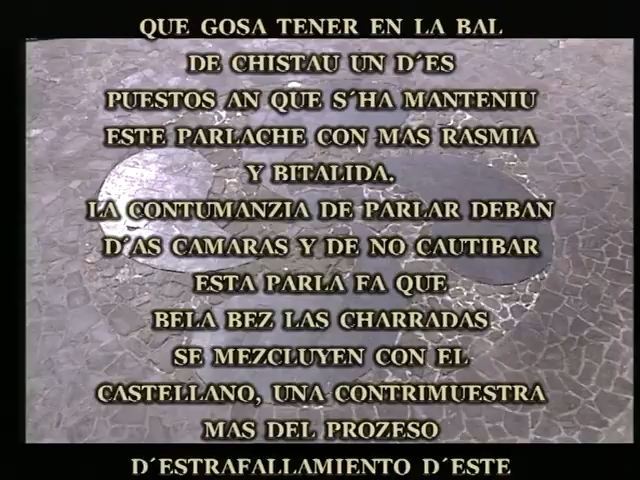 QUE GOSA TENER EN LA BAL
DE CHISTAU UN D´ES
PUESTOS AN QUE S´HA MANTENIU
ESTE PARLACHE CON MAS RASMIA
Y BITALIDA.
LA CONTUMANZIA DE PARLAR DEBAN
D´AS CAMARAS Y DE NO CAUTIBAR
ESTA PARLA FA QUE
BELA BEZ LAS CHARRADAS
SE MEZCLUYEN CON EL
CASTELLANO, UNA CONTRIMUESTRA
MAS DEL PROZESO
D´ESTRAFALLAMIENTO D´ESTE